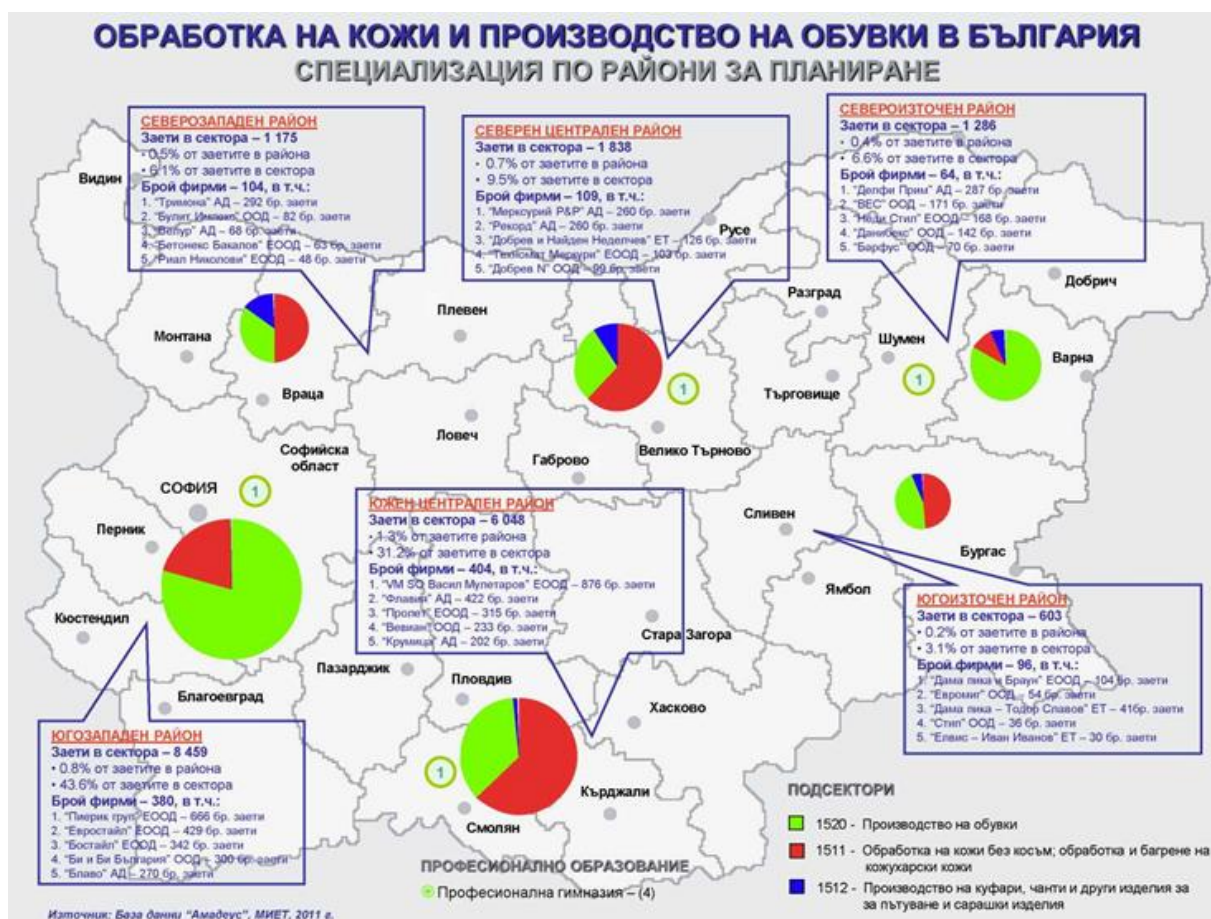 ОБРАБОТКА НА КОЖИ И ПРОИЗВОДСТВО НА ОБУВКИ В БЪЛГАРИЯ
СПЕЦИАЛИЗАЦИЯ ПО РАЙОНИ ЗА ПЛАНИРАНЕ
СЕВЕРОЗАПАДЕН РАЙОН
Заети в сектора – 1 175
• 0.5% от заетите в района
• 6.1% от заетите в сектора
Брой фирми – 104, в т.ч.:
1. "Тримона" АД – 292 бр. заети
2. "Булит ООД – 82 бр. заети
3. "Велур" АД – 68 бр. заети
4. "Бетонекс Бакалов" ЕООД – 63 бр. заети
5. "Риал Николови" ЕООД – 48 бр. заети
СЕВЕРЕН ЦЕНТРАЛЕН РАЙОН
Заети в сектора – 1 838
• 0.7% от заетите в района
• 9.5% от заетите в сектора
Брой фирми – 109, в т.ч.:
1. "Меркурий P&P" АД – 260 бр. заети
2. "Рекорд" АД – 260 бр. заети
3. "Добрев и Найден Неделчев" ЕТ – 126 бр. заети
4. "Техномат Меркури" ЕООД – 103 бр. заети
5. "Добрев N" ООД – 99 бр. заети
СЕВЕРОИЗТОЧЕН РАЙОН
Заети в сектора – 1 286
• 0.4% от заетите в района
• 6.6% от заетите в сектора
Брой фирми – 64, в т.ч.:
1. "Делфи Прим" АД – 287 бр. заети
2. "ВЕС" ООД – 171 бр. заети
3. "Неди Стил" ЕООД – 168 бр. заети
4. "Данибекс" ООД – 142 бр. заети
5. "Барфус" ООД – 70 бр. заети
Видин
Русе
Добрич
Плевен
Разград
Монтана
Шумен
Варна
1
1
Враца
Търговище
Ловеч
Велико Търново
Софийска
област
Габрово
СОФИЯ
1
Перник
Сливен
Бургас
ЮЖЕН ЦЕНТРАЛЕН РАЙОН
Заети в сектора – 6 048
• 1.3% от заетите района
• 31.2% от заетите в сектора
Брой фирми – 404, в т.ч.:
1. "VM SQ Васил Мулетаров" ЕООД – 876 бр. заети
2. "Флавия" АД – 422 бр. заети
3. "Пролет" ЕООД – 315 бр. заети
4. "Вевиан" ООД – 233 бр. заети
5. "Крумица" АД – 202 бр. заети
Ямбол
Кюстендил
Стара Загора
Пазарджик
Благоевград
Пловдив
Хасково
ЮГОИЗТОЧЕН РАЙОН
Заети в сектора – 603
• 0.2% от заетите в района
• 3.1% от заетите в сектора
Брой фирми – 96, в т.ч.:
1. "Дама пика и Браун" ЕООД – 104 бр. заети
2. "Евромиг" ООД – 54 бр. заети
3. "Дама пика – Тодор Славов" ЕТ – 41бр. заети
4. "Стип" ООД – 36 бр. заети
5. "Елвис – Иван Иванов" ЕТ – 30 бр. заети
ЮГОЗАПАДЕН РАЙОН
Заети в сектора – 8 459
• 0.8% от заетите в района
• 43.6% от заетите в сектора
Брой фирми – 380, в т.ч.:
1. "Пиерик груп" ЕООД – 666 бр. заети
2. "Евростайл" ЕООД – 429 бр. заети
3. "Бостайл" ЕООД – 342 бр. заети
4. "Би и Би България" ООД – 300 бр. заети
5. "Блаво" АД – 270 бр. заети
1
Смолян
Кърджали
ПРОФЕСИОНАЛНО ОБРАЗОВАНИЕ
Професионална гимназия – (4)
ПОДСЕКТОРИ
1520 - Производство на обувки
1511 - Обработка на кожи без косъм; обработка и багрене на
кожухарски кожи
1512 - Производство на куфари, чанти и други изделия за
за пътуване и сарашки изделия
Източник: База данни "Амадеус", МИЕТ, 2011 г.